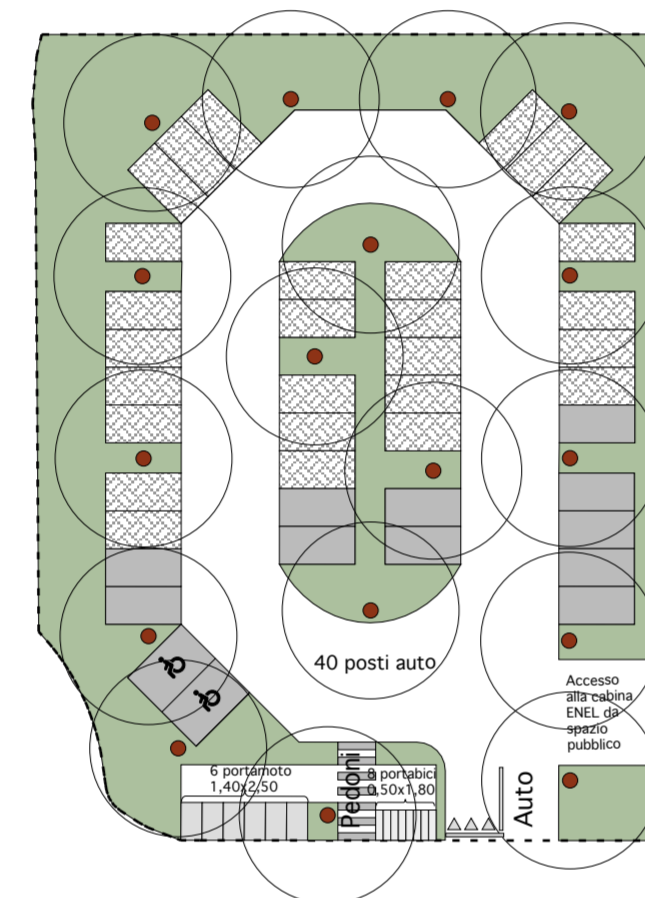 40 posti auto
Accesso
alla cabina
ENEL da
spazio
pubblico
6 portamoto
1,40x2,50
Pedoni
8 portabici
0,50x1,80
Auto